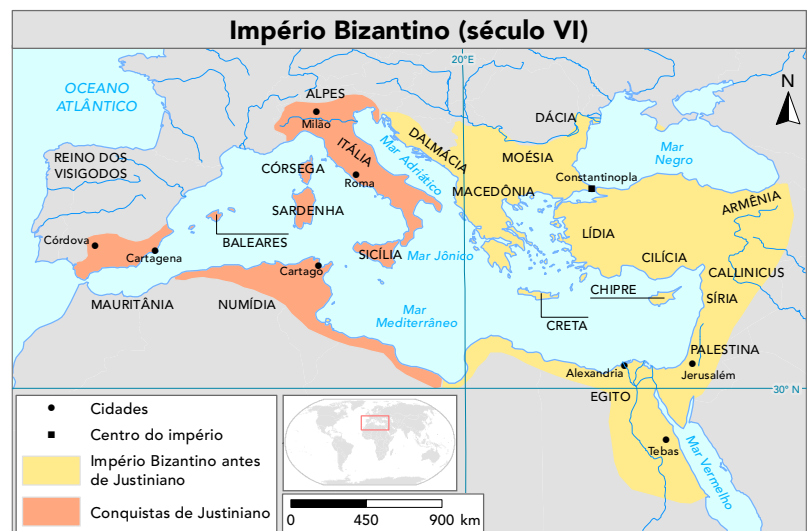 Império Bizantino (século VI)
20°E
OCEANO
ATLÂNTICO
ALPES
Milão
DÁCIA
N
Mar
Negro
REINO DOS
VISIGODOS
CÓRSEGA
ITÁLIA
Mar Adriático
DALMÁCIA
MOÉSIA
Constantinopla
Roma
MACEDÔNIA
ARMÊNIA
SARDENHA
LÍDIA
Córdova
BALEARES
Cartagena
SICÍLIA
Mar Jônico
CILÍCIA
Cartago
CALLINICUS
MAURITÂNIA
NUMÍDIA
CHIPRE
SÍRIA
Mar
Mediterrâneo
CRETA
PALESTINA
Alexandria
Jerusalém
30° N
EGITO
Tebas
Mar Vermelho
Cidades
Centro do império
Império Bizantino antes
de Justiniano
Conquistas de Justiniano
0 450 900 km